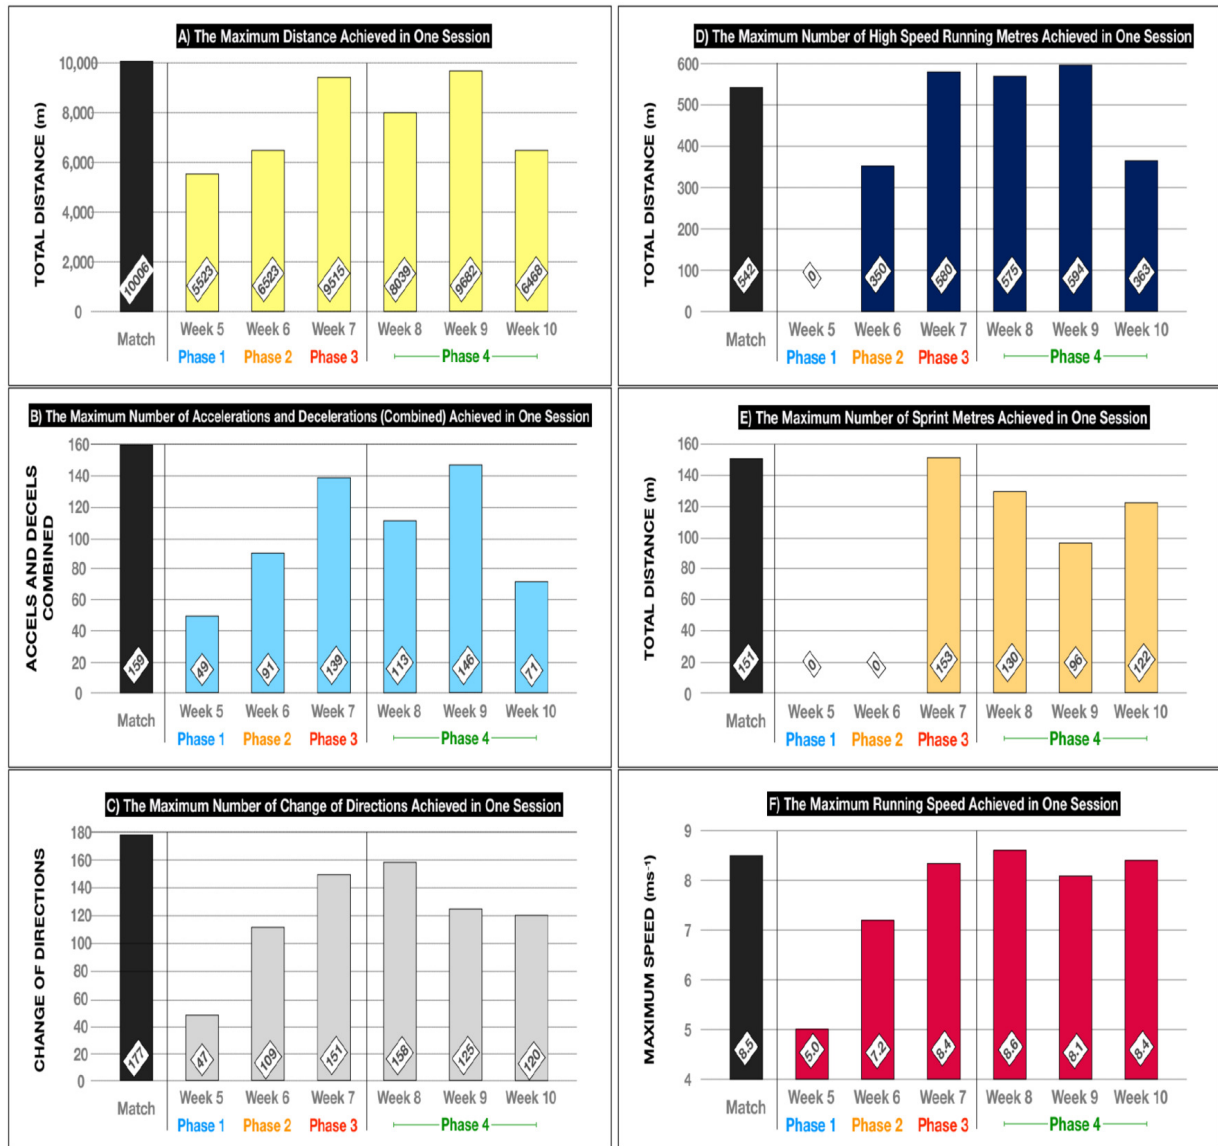 A) The Maximum Distance Achieved in One Session
TOTAL DISTANCE (m)
10,000
8,000
6,000
4,000
2,000
0
10006
5523
6523
9515
8039
9682
6468
Match
Week 5
Week 6
Week 7
Week 8
Week 9
Week 10
Phase 1
Phase 2
Phase 3
Phase 4
B) The Maximum Number of Accelerations and Decelerations (Combined) Achieved in One Session
ACCELS AND DECELS
COMBINED
160
140
120
100
80
60
40
20
0
159
49
91
139
113
146
71
Match
Week 5
Week 6
Week 7
Week 8
Week 9
Week 10
Phase 1
Phase 2
Phase 3
Phase 4
C) The Maximum Number of Change of Directions Achieved in One Session
CHANGE OF DIRECTIONS
180
160
140
120
100
80
60
40
20
0
177
47
109
151
158
125
120
Match
Week 5
Week 6
Week 7
Week 8
Week 9
Week 10
Phase 1
Phase 2
Phase 3
Phase 4
D) The Maximum Number of High Speed Running Metres Achieved in One Session
TOTAL DISTANCE (m)
600
500
400
300
200
100
0
542
0
350
580
575
594
363
Match
Week 5
Week 6
Week 7
Week 8
Week 9
Week 10
Phase 1
Phase 2
Phase 3
Phase 4
E) The Maximum Number of Sprint Metres Achieved in One Session
TOTAL DISTANCE (m)
160
140
120
100
80
60
40
20
0
151
0
0
153
130
96
122
Match
Week 5
Week 6
Week 7
Week 8
Week 9
Week 10
Phase 1
Phase 2
Phase 3
Phase 4
F) The Maximum Running Speed Achieved in One Session
MAXIMUM SPEED (ms⁻¹)
9
8
7
6
5
4
8.5
5.0
7.2
8.4
8.6
8.1
8.4
Match
Week 5
Week 6
Week 7
Week 8
Week 9
Week 10
Phase 1
Phase 2
Phase 3
Phase 4